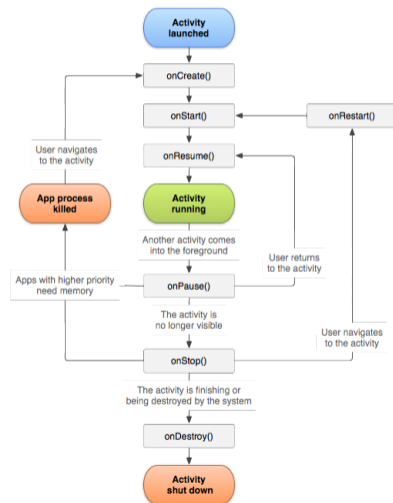 Activity
launched
onCreate()
onStart()
onRestart()
User navigates
to the activity
onResume()
App process
killed
Activity
running
Another activity comes
into the foreground
User returns
to the activity
Apps with higher priority
need memory
onPause()
The activity is
no longer visible
User navigates
to the activity
onStop()
The activity is finishing or
being destroyed by the system
onDestroy()
Activity
shut down